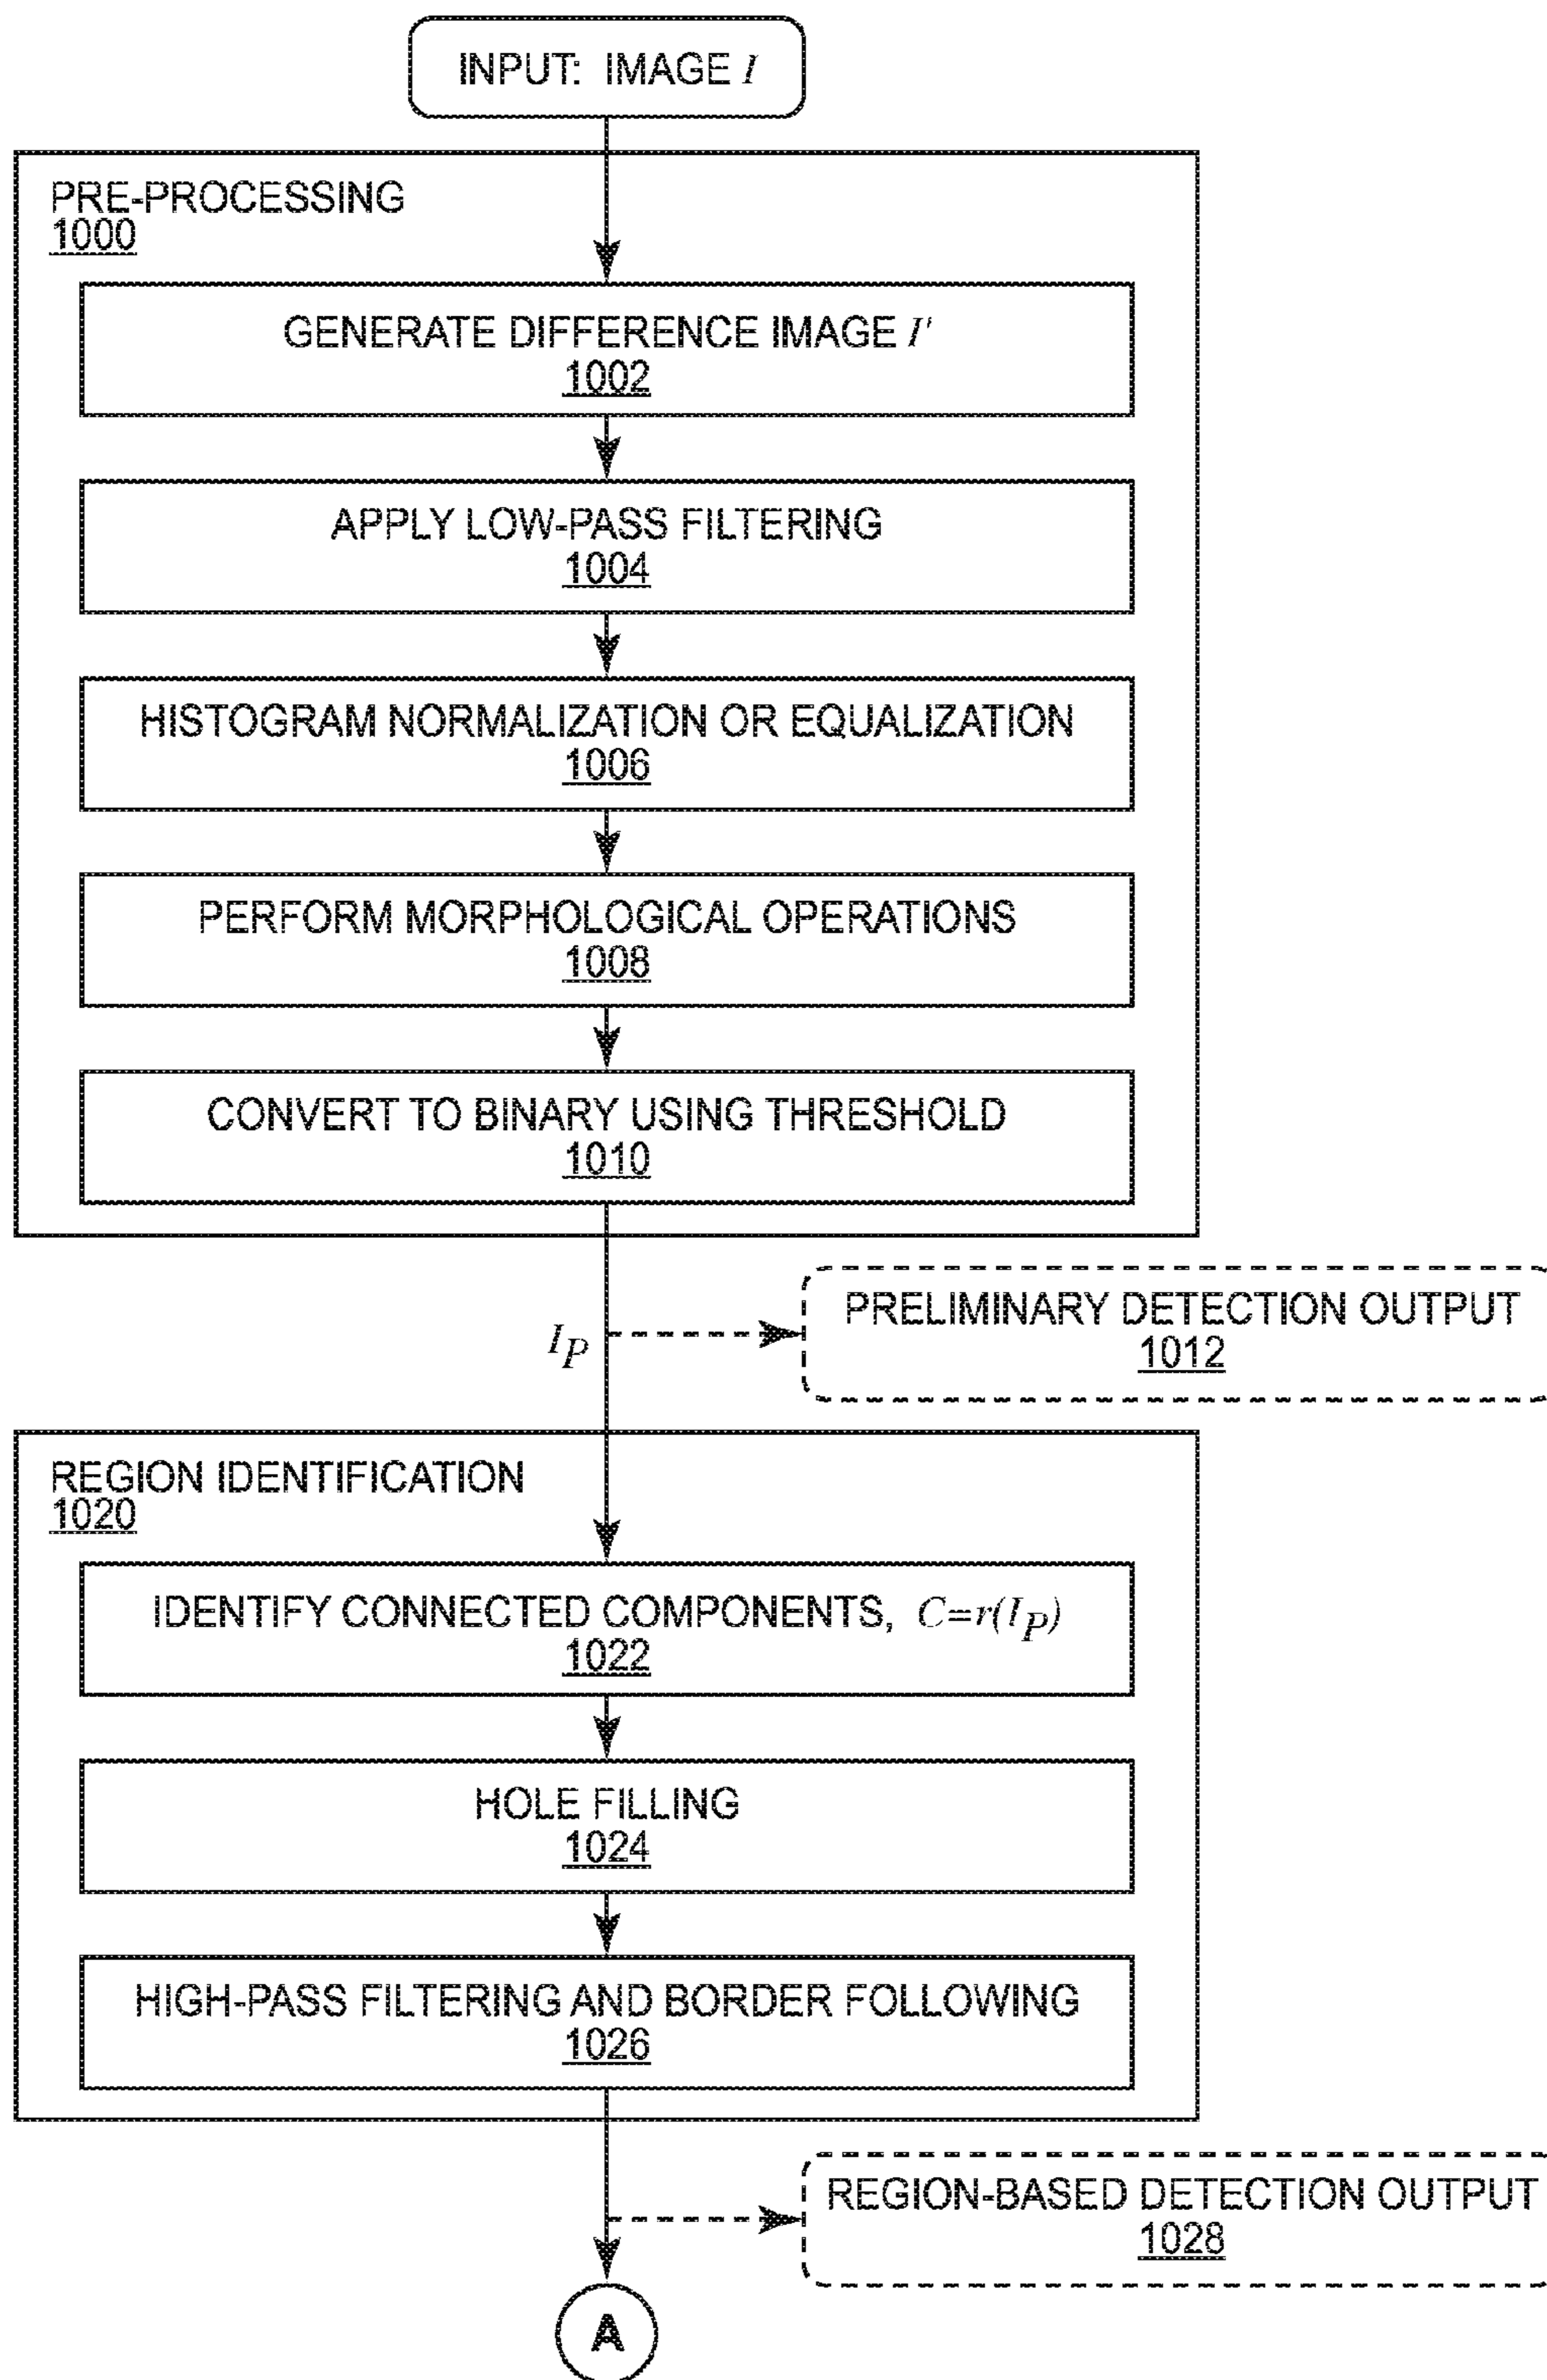 INPUT: IMAGE I
PRE-PROCESSING
1000
GENERATE DIFFERENCE IMAGE I'
1002
APPLY LOW-PASS FILTERING
1004
HISTOGRAM NORMALIZATION OR EQUALIZATION
1006
PERFORM MORPHOLOGICAL OPERATIONS
1008
CONVERT TO BINARY USING THRESHOLD
1010
PRELIMINARY DETECTION OUTPUT
1012
I_P
REGION IDENTIFICATION
1020
IDENTIFY CONNECTED COMPONENTS, C=r(I_P)
1022
HOLE FILLING
1024
HIGH-PASS FILTERING AND BORDER FOLLOWING
1026
REGION-BASED DETECTION OUTPUT
1028
A